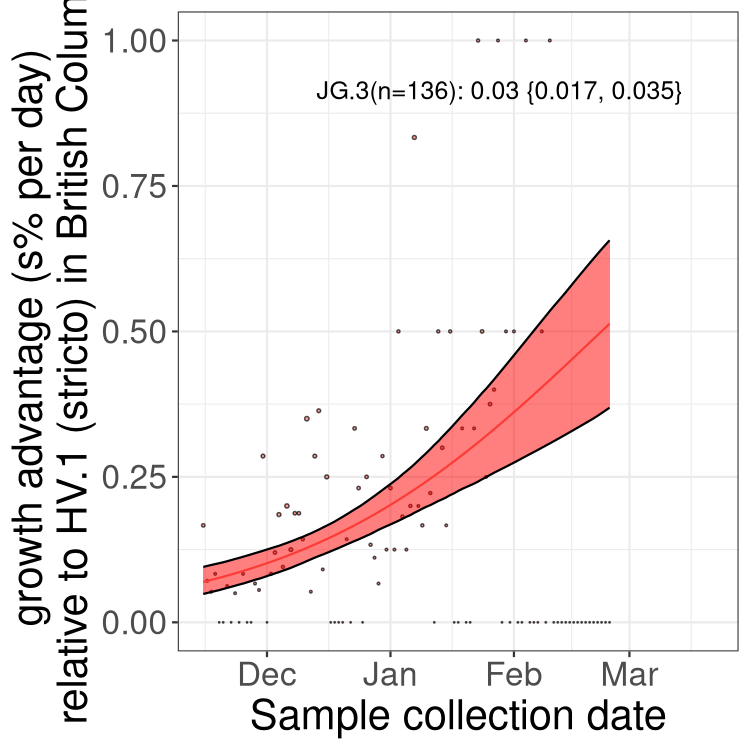 growth advantage (s% per day)
relative to HV.1 (stricto) in British
1.00
0.75
0.50
0.25
0.00
JG.3(n=136): 0.03 {0.017, 0.035}
Dec Jan Feb Mar
Sample collection date